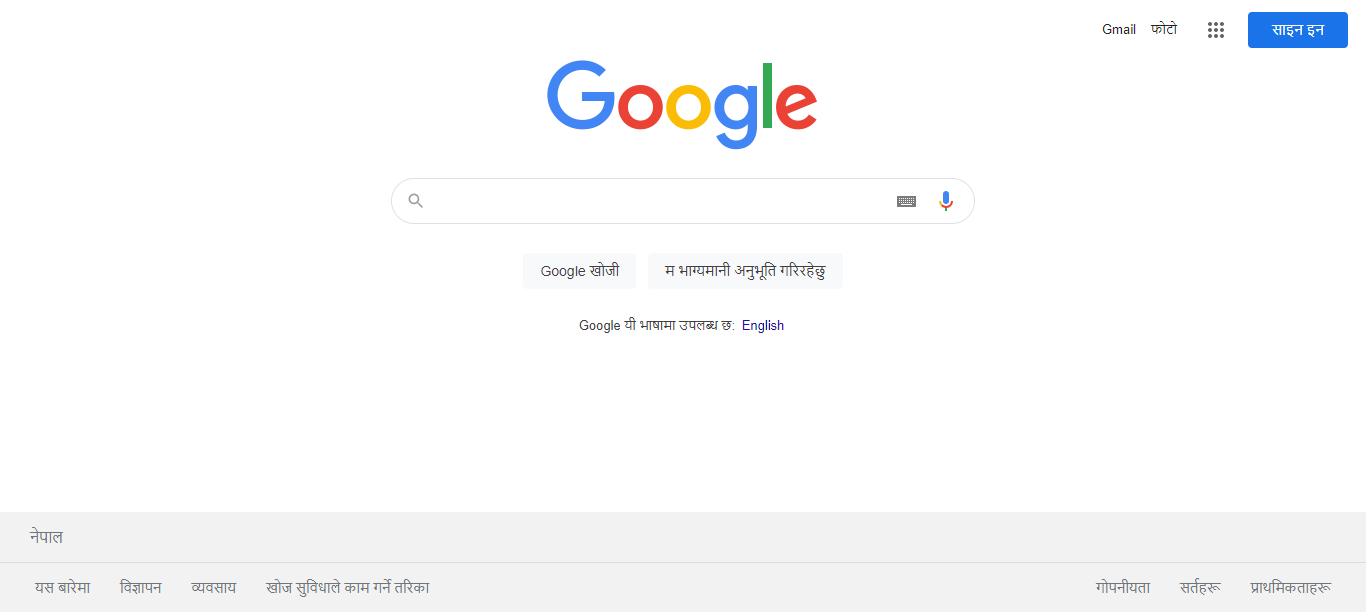 Gmail फोटो साइन इन
Google
Google खोजी म भाग्यमानी अनुभूति गरिरहेछु
Google यी भाषामा उपलब्ध छ: English
नेपाल
यस बारेमा विज्ञापन व्यवसाय खोज सुविधाले काम गर्ने तरिका गोपनीयता सर्तहरू प्राथमिकताहरू